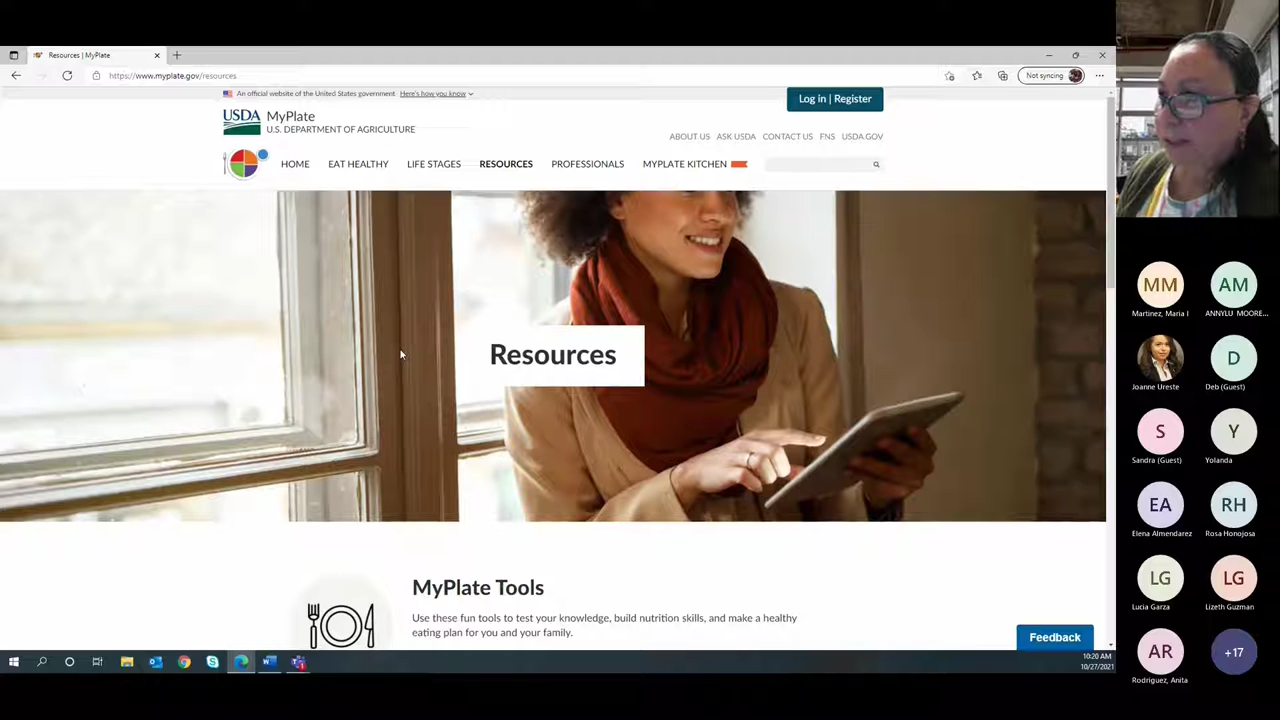 Resources | MyPlate
https://www.myplate.gov/resources
Not syncing
An official website of the United States government Here's how you know
Log in | Register
USDA MyPlate
U.S. DEPARTMENT OF AGRICULTURE
ABOUT US ASK USDA CONTACT US FNS USDA.GOV
HOME EAT HEALTHY LIFE STAGES RESOURCES PROFESSIONALS MYPLATE KITCHEN
Resources
MyPlate Tools
Use these fun tools to test your knowledge, build nutrition skills, and make a healthy
eating plan for you and your family.
Feedback
10:20 AM
10/27/2021
MM AM
Martinez, Maria I ANNYLU MOORE...
D
Joanne Ureste Deb (Guest)
S Y
Sandra (Guest) Yolanda
EA RH
Elena Almendarez Rosa Honojosa
LG LG
Lucia Garza Lizeth Guzman
AR +17
Rodriguez, Anita